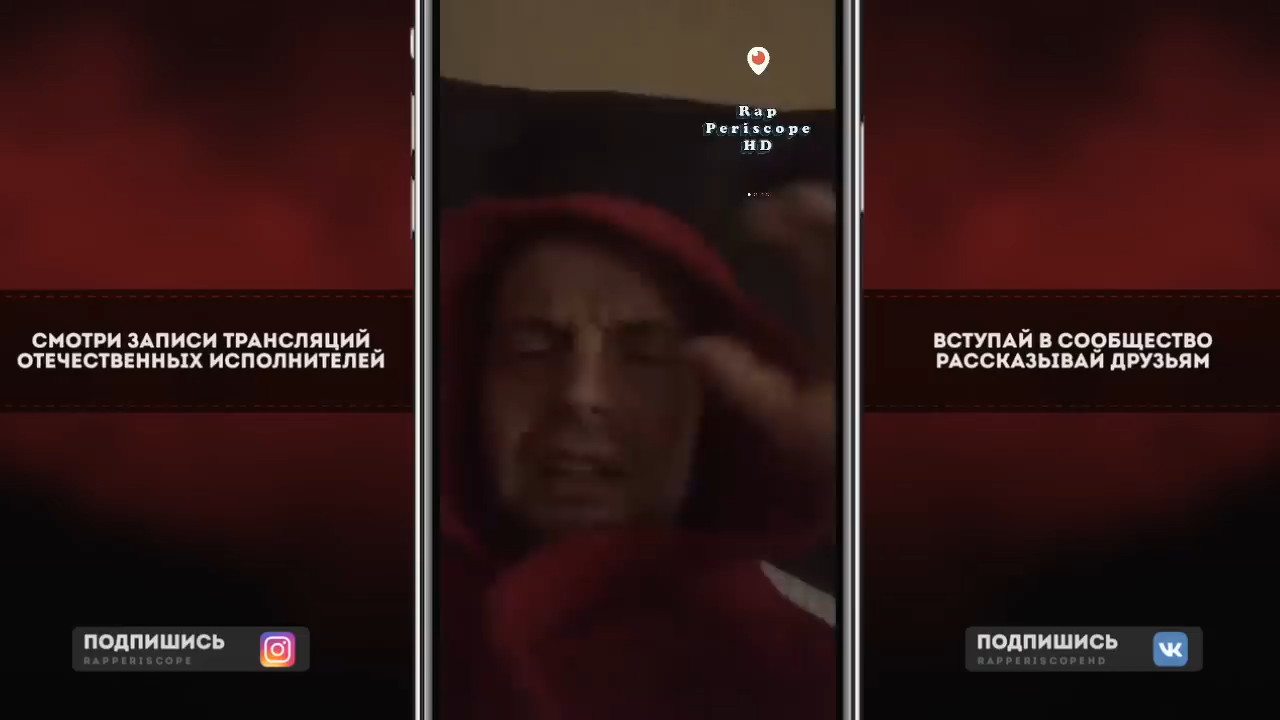 Rap
Periscope
HD
СМОТРИ ЗАПИСИ ТРАНСЛЯЦИЙ
ОТЕЧЕСТВЕННЫХ ИСПОЛНИТЕЛЕЙ
ВСТУПАЙ В СООБЩЕСТВО
РАССКАЗЫВАЙ ДРУЗЬЯМ
ПОДПИШИСЬ
RAPPERISCOPE
ПОДПИШИСЬ
RAPPERISCOPEHD